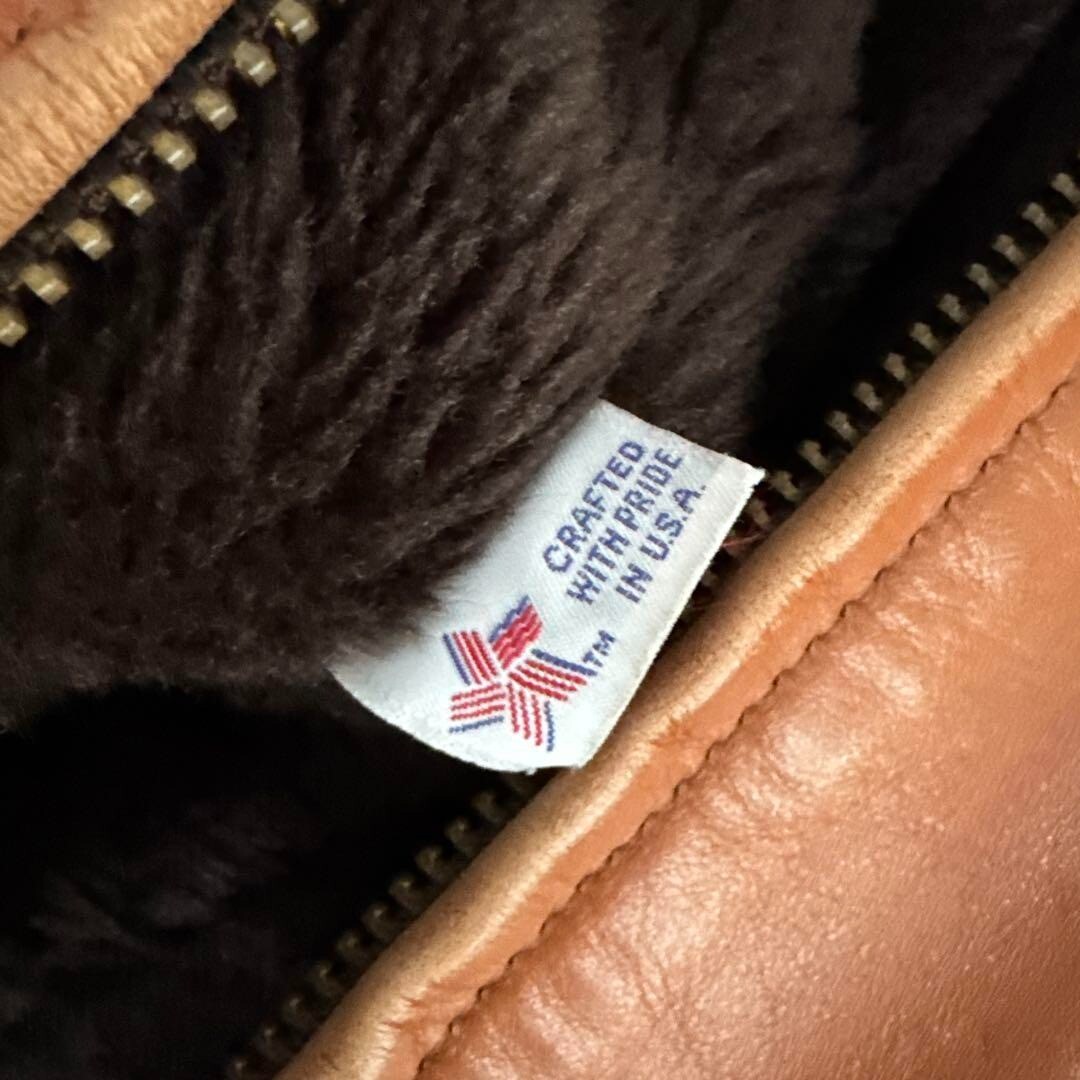 CRAFTED
WITH PRIDE
IN U.S.A.
TM